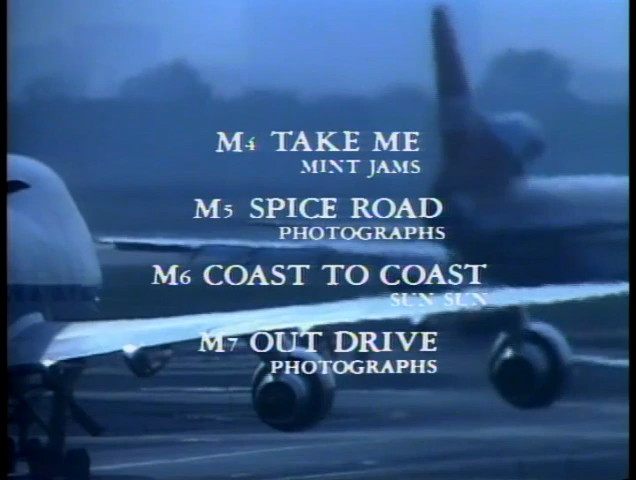 M4 TAKE ME
MINT JAMS
M5 SPICE ROAD
PHOTOGRAPHS
M6 COAST TO COAST
SUN SUN
M7 OUT DRIVE
PHOTOGRAPHS